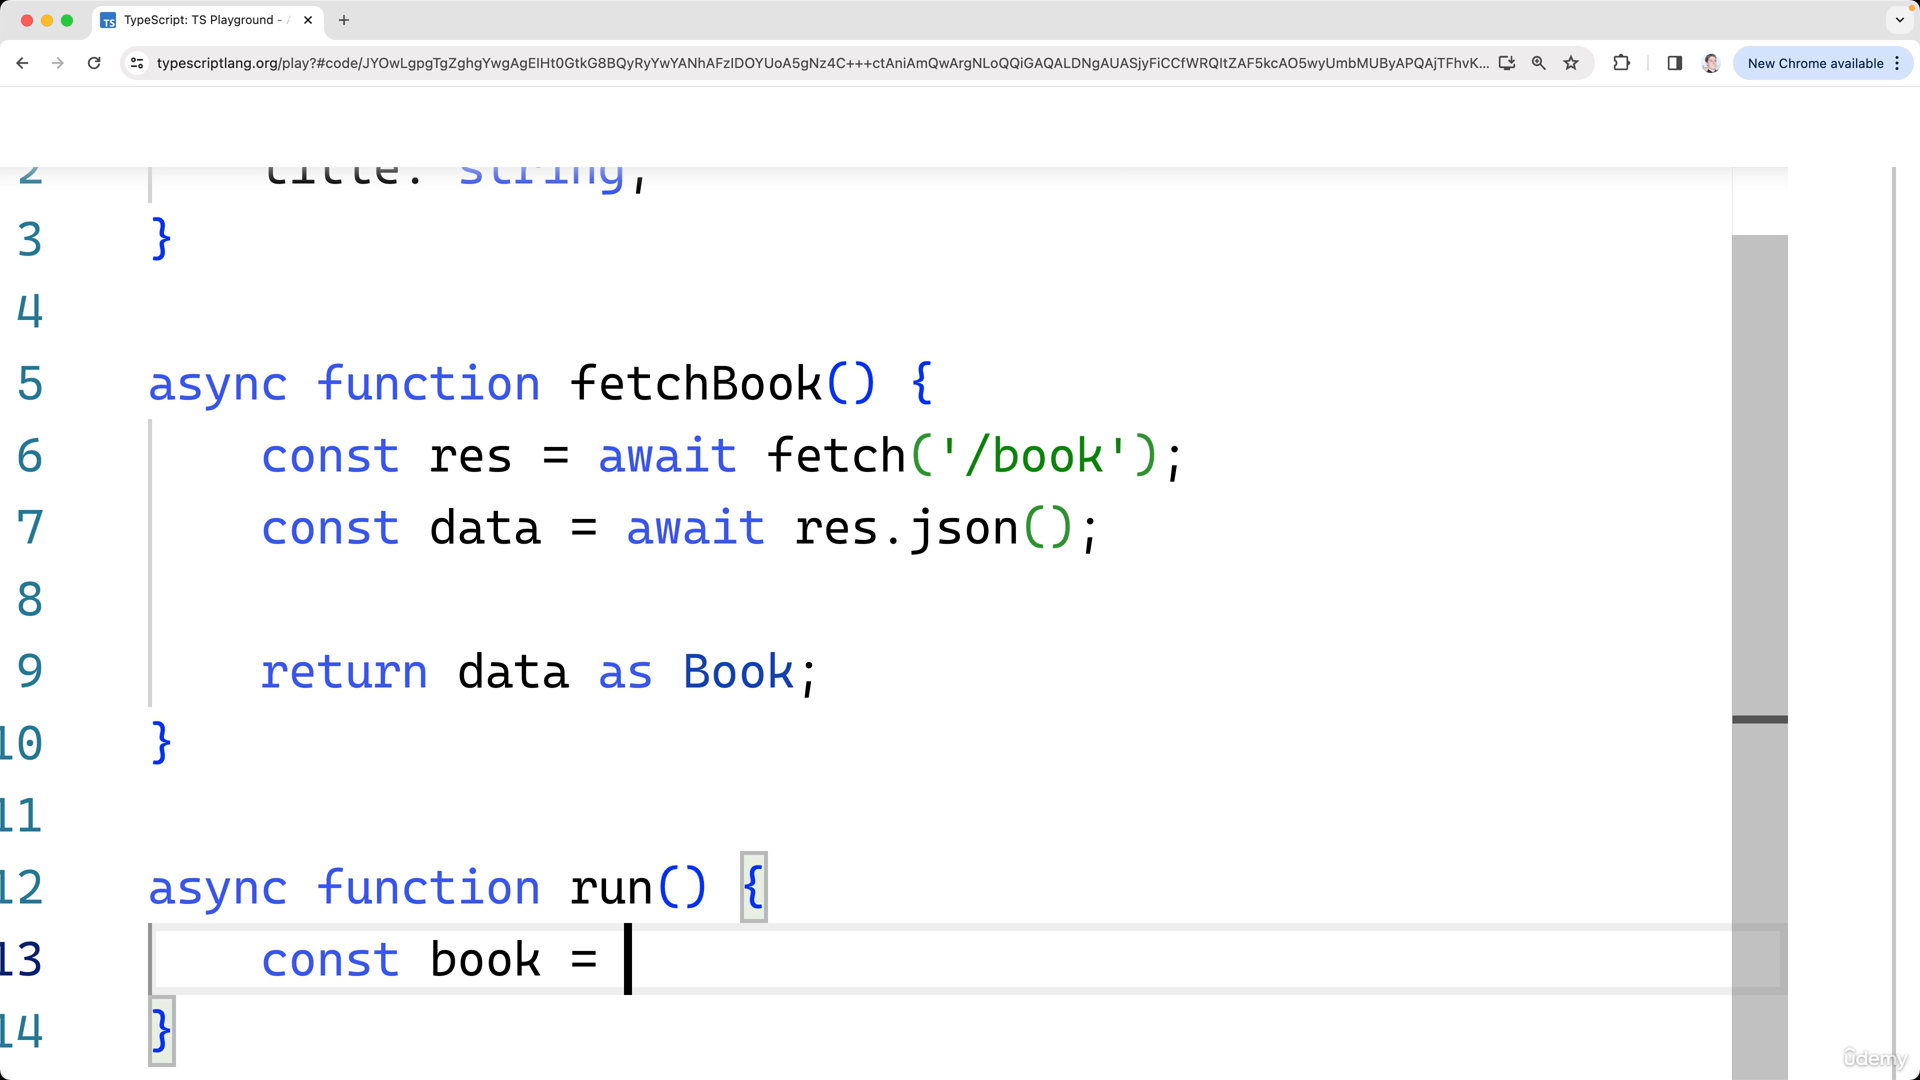 TypeScript: TS Playground - A
typescriptlang.org/play?#code/JYOwLgpgTgZghgYwgAgElHt0GtkG8BQyRyYwYANhAFzIDOYUoA5gNz4C+++ctAniAmQwArgNLoQQiGAQALDNgAUASjyFiCCfWRQItZAF5kcAO5wyUmbMUByAPQAjTFhvK...
New Chrome available
2 title: string;
3 }
4
5 async function fetchBook() {
6 const res = await fetch('/book');
7 const data = await res.json();
8
9 return data as Book;
10 }
11
12 async function run() {
13 const book =
14 }
ûdemy